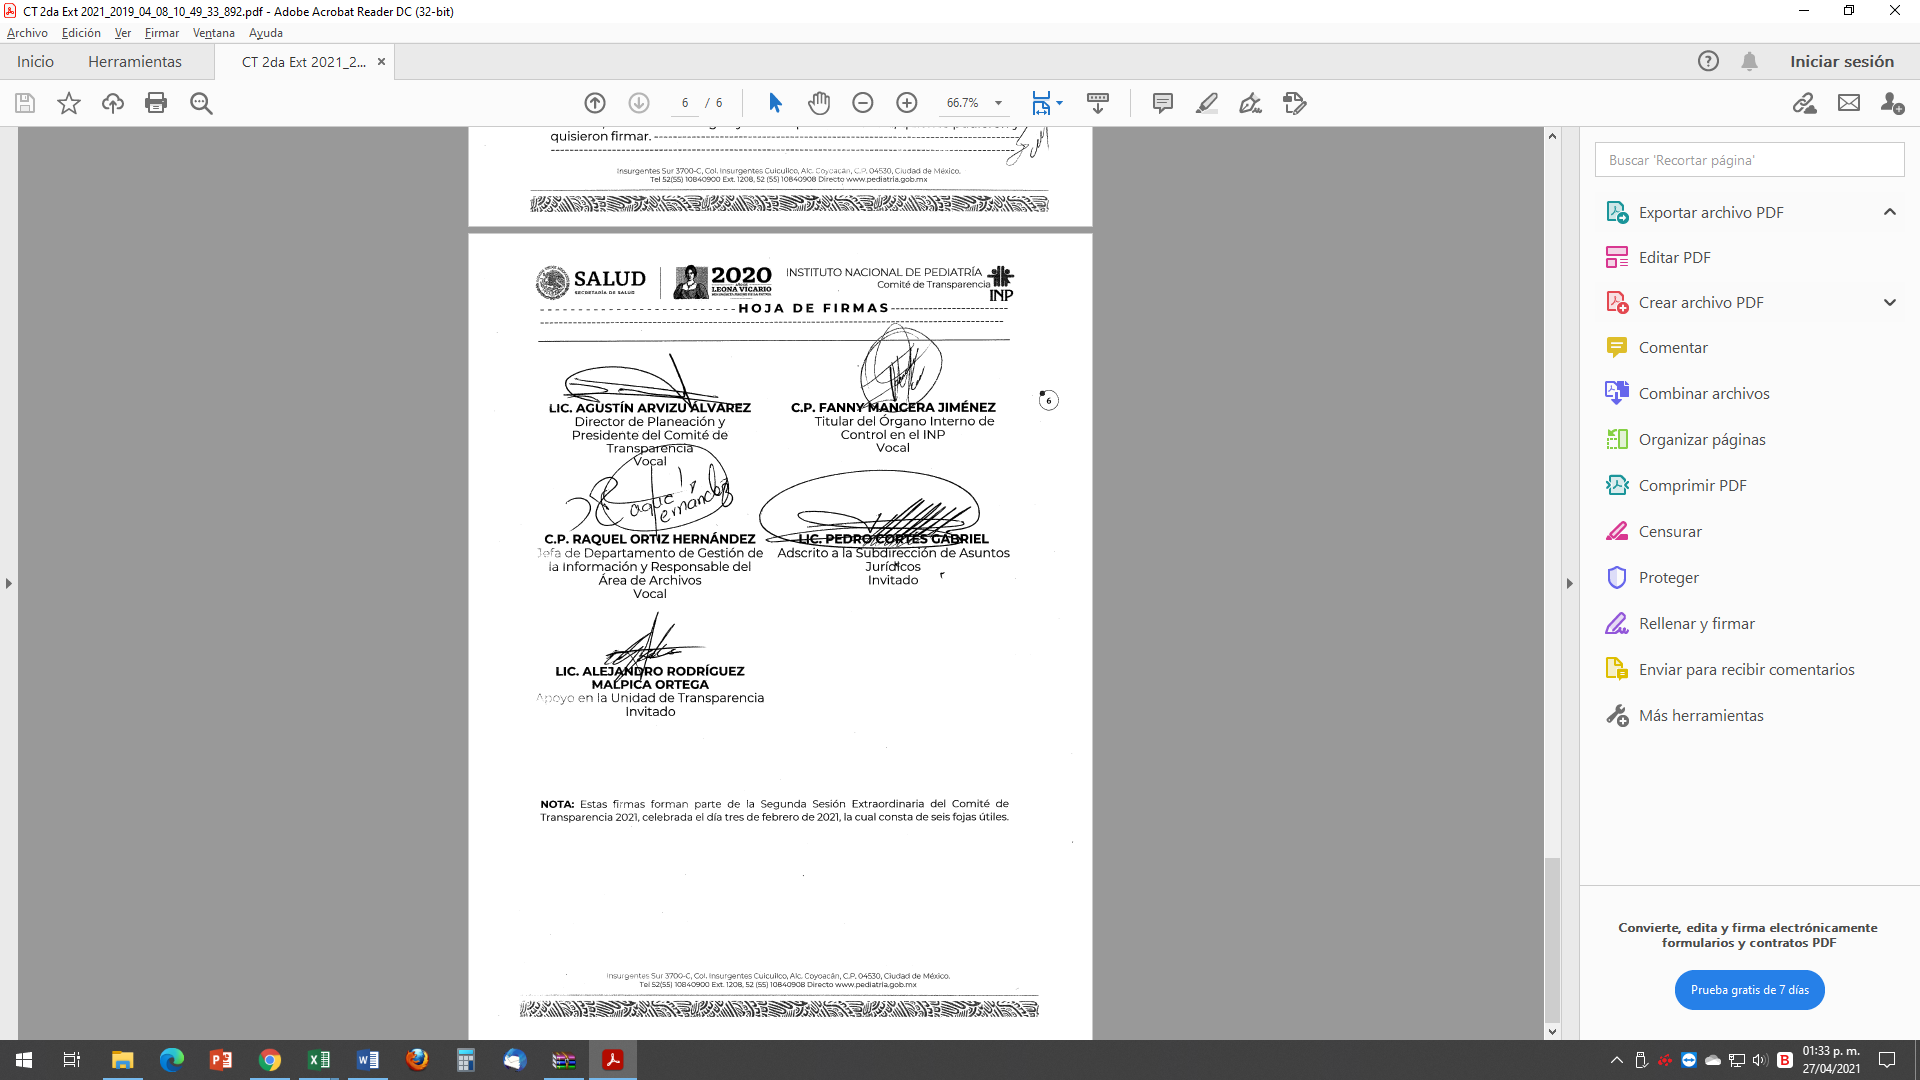 CT 2da Ext 2021_2019_04_08_10_49_33_892.pdf - Adobe Acrobat Reader DC (32-bit)
Archivo Edición Ver Firmar Ventana Ayuda
Inicio Herramientas CT 2da Ext 2021_2... × Iniciar sesión
6 / 6 66.7%
quisieron firmar.
Insurgentes Sur 3700-C, Col. Insurgentes Cuicuilco, Alc. Coyoacán, C.P. 04530, Ciudad de México.
Tel 52(55) 10840900 Ext. 1208, 52 (55) 10840908 Directo www.pediatria.gob.mx
SALUD
SECRETARÍA DE SALUD
2020
LEONA VICARIO
INSTITUTO NACIONAL DE PEDIATRÍA
Comité de Transparencia
INP
HOJA DE FIRMAS
LIC. AGUSTÍN ARVIZU ÁLVAREZ
Director de Planeación y
Presidente del Comité de
Transparencia
Vocal
C.P. FANNY MANCERA JIMÉNEZ
Titular del Órgano Interno de
Control en el INP
Vocal
6
C.P. RAQUEL ORTIZ HERNÁNDEZ
Jefa de Departamento de Gestión de
la Información y Responsable del
Área de Archivos
Vocal
LIC. PEDRO CORTES GABRIEL
Adscrito a la Subdirección de Asuntos
Jurídicos
Invitado
LIC. ALEJANDRO RODRÍGUEZ
MALPICA ORTEGA
Apoyo en la Unidad de Transparencia
Invitado
NOTA: Estas firmas forman parte de la Segunda Sesión Extraordinaria del Comité de
Transparencia 2021, celebrada el día tres de febrero de 2021, la cual consta de seis fojas útiles.
Insurgentes Sur 3700-C, Col. Insurgentes Cuicuilco, Alc. Coyoacán, C.P. 04530, Ciudad de México.
Tel 52(55) 10840900 Ext. 1208, 52 (55) 10840908 Directo www.pediatria.gob.mx
Buscar 'Recortar página'
Exportar archivo PDF
Editar PDF
Crear archivo PDF
Comentar
Combinar archivos
Organizar páginas
Comprimir PDF
Censurar
Proteger
Rellenar y firmar
Enviar para recibir comentarios
Más herramientas
Convierte, edita y firma electrónicamente
formularios y contratos PDF
Prueba gratis de 7 días
01:33 p. m.
27/04/2021